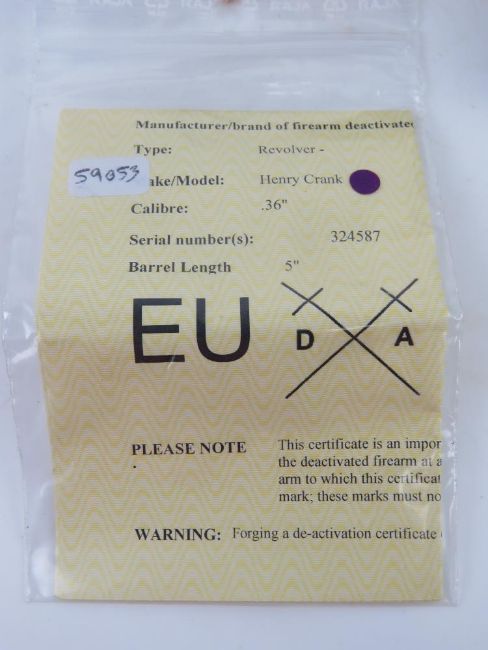 Manufacturer/brand of firearm deactivated
Type: Revolver -
59053 ake/Model: Henry Crank
Calibre: .36"
Serial number(s): 324587
Barrel Length 5"
EU D A
PLEASE NOTE This certificate is an impor
the deactivated firearm at a
arm to which this certificat
mark; these marks must no
.
WARNING: Forging a de-activation certificate